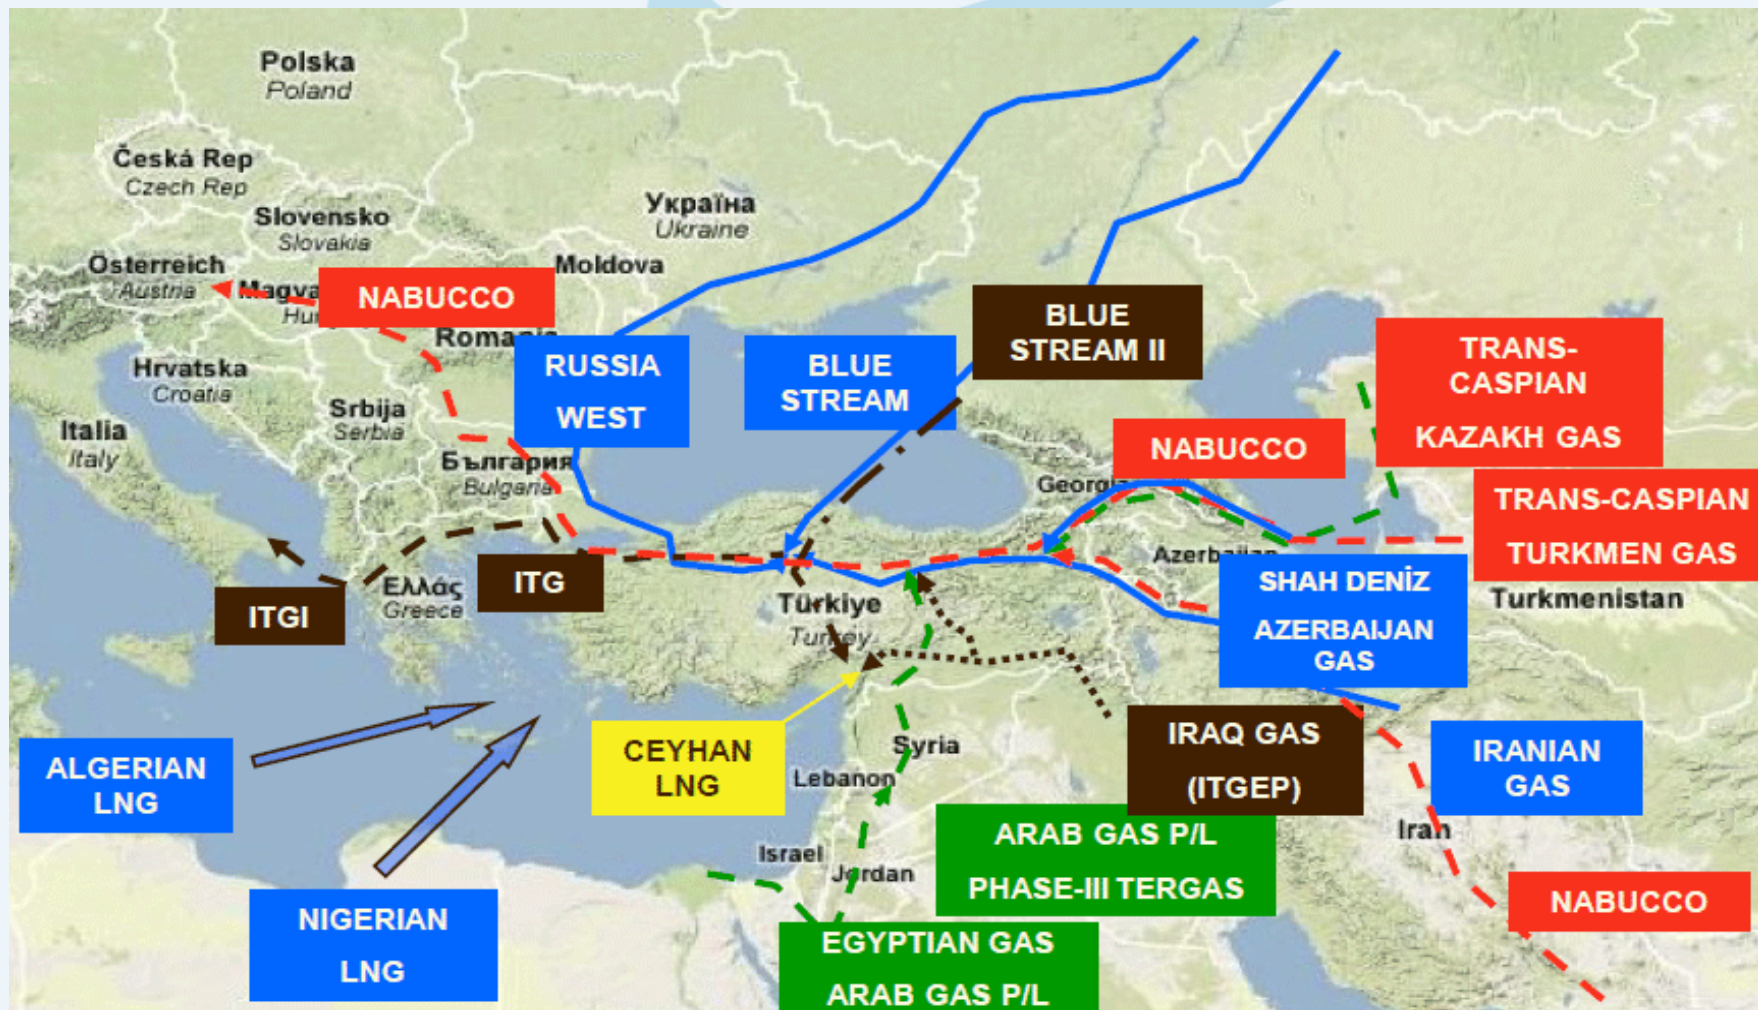 Polska
Poland
Česká Rep
Czech Rep
Slovensko
Slovakia
Україна
Ukraine
Österreich
Austria
Moldova
NABUCCO
Hrvatska
Croatia
Srbija
Serbia
Italia
Italy
България
Bulgaria
RUSSIA
WEST
BLUE
STREAM
BLUE
STREAM II
TRANS-
CASPIAN
KAZAKH GAS
NABUCCO
TRANS-CASPIAN
TURKMEN GAS
Azerbaijan
SHAH DENİZ
AZERBAIJAN
GAS
Turkmenistan
ITGI
ITG
Ελλάς
Greece
Türkiye
Turkey
CEYHAN
LNG
Syria
Lebanon
Israel
Jordan
IRAQ GAS
(ITGEP)
IRANIAN
GAS
Iran
ALGERIAN
LNG
NIGERIAN
LNG
ARAB GAS P/L
PHASE-III TERGAS
EGYPTIAN GAS
ARAB GAS P/L
NABUCCO